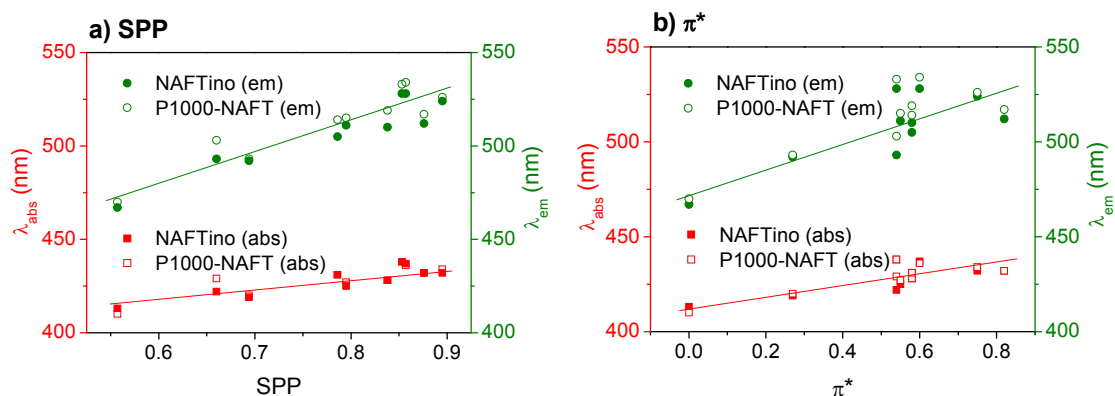 a) SPP
550
500
450
400
λabs (nm)
550
500
450
400
λem (nm)
NAFTino (em)
P1000-NAFT (em)
NAFTino (abs)
P1000-NAFT (abs)
0.6 0.7 0.8 0.9
SPP
b) π*
550
500
450
400
λabs (nm)
550
500
450
400
λem (nm)
NAFTino (em)
P1000-NAFT (em)
NAFTino (abs)
P1000-NAFT (abs)
0.0 0.2 0.4 0.6 0.8
π*